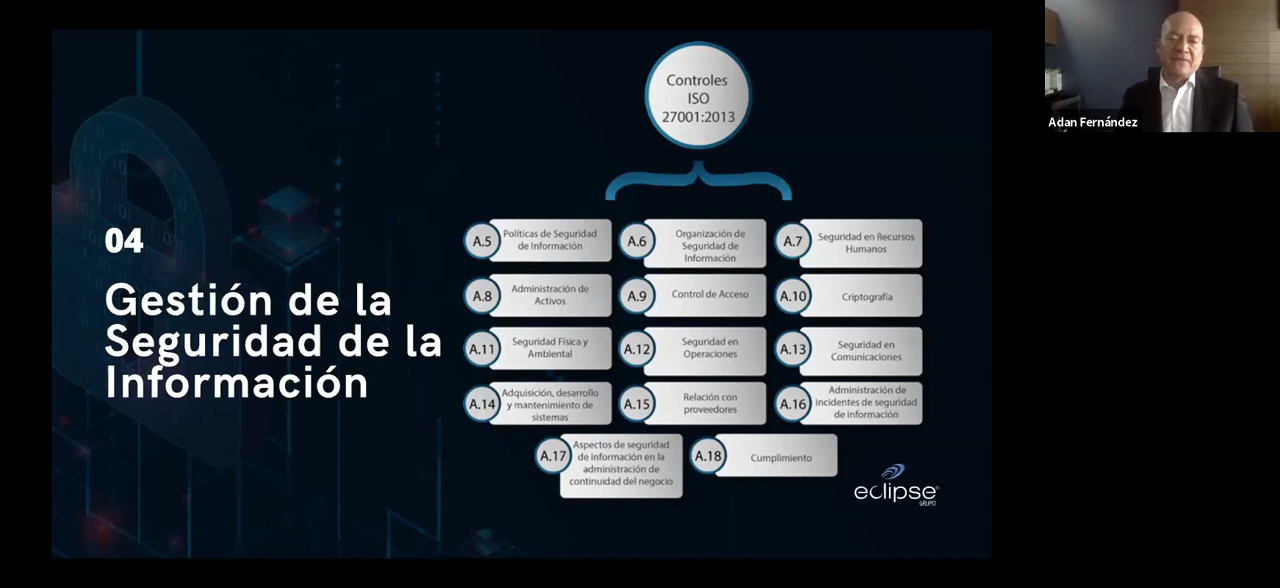 Controles
ISO
27001:2013
Adan Fernández
04
Gestión de la
Seguridad de la
Información
A.5
Políticas de Seguridad
de Información
A.6
Organización de
Seguridad de
Información
A.7
Seguridad en Recursos
Humanos
A.8
Administración de
Activos
A.9
Control de Acceso
A.10
Criptografía
A.11
Seguridad Física y
Ambiental
A.12
Seguridad en
Operaciones
A.13
Seguridad en
Comunicaciones
A.14
Adquisición, desarrollo
y mantenimiento de
sistemas
A.15
Relación con
proveedores
A.16
Administración de
incidentes de seguridad
de información
A.17
Aspectos de seguridad
de información en la
administración de
continuidad del negocio
A.18
Cumplimiento
eclipse®
GRUPO